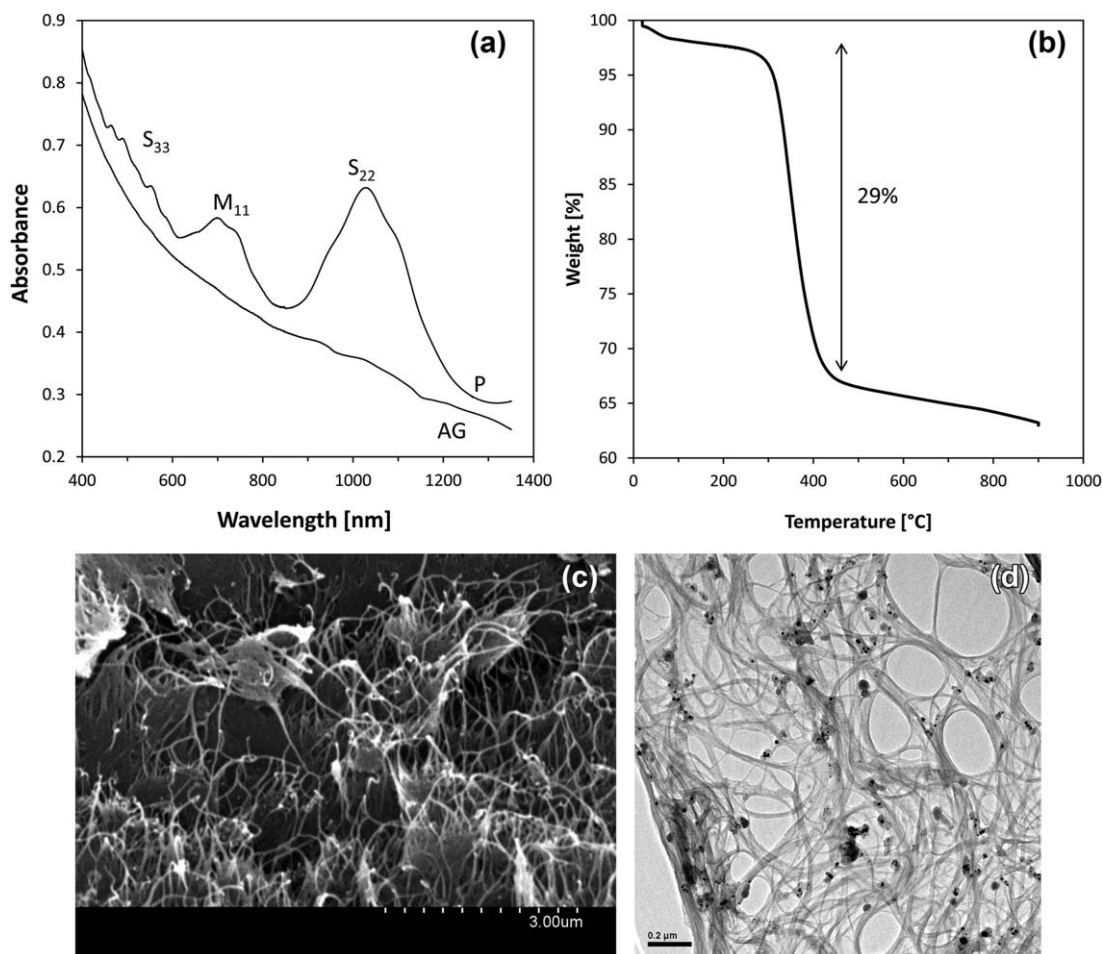 (a)
0.9
0.8
0.7
0.6
0.5
0.4
0.3
0.2
Absorbance
S33
M11
S22
P
AG
400 600 800 1000 1200 1400
Wavelength [nm]
(b)
100
95
90
85
80
75
70
65
60
Weight [%]
29%
0 200 400 600 800 1000
Temperature [°C]
(c)
3.00um
(d)
0.2 µm